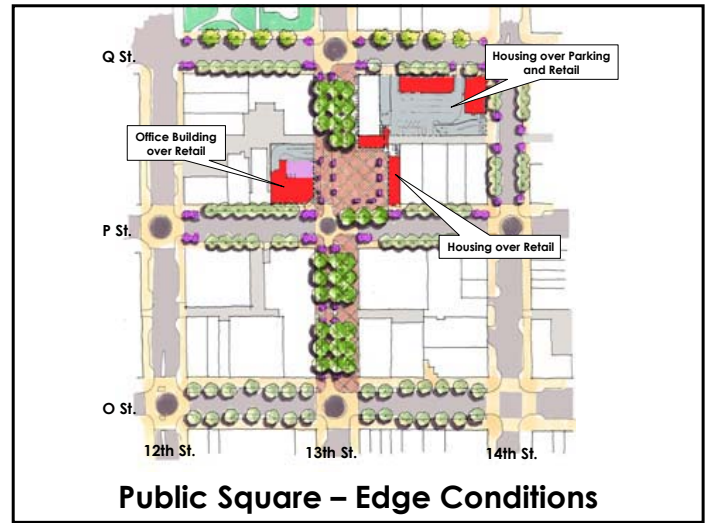 Q St.
Housing over Parking
and Retail
Office Building
over Retail
P St.
Housing over Retail
O St.
12th St.
13th St.
14th St.
Public Square – Edge Conditions